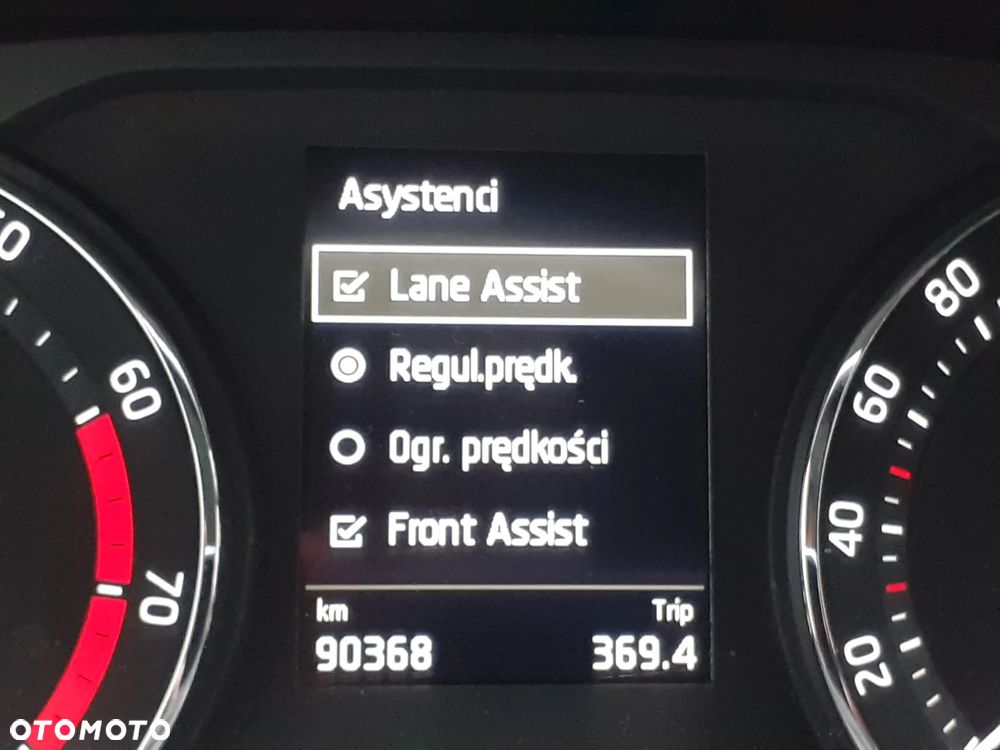 Asystenci
Lane Assist
Regul.prędk.
Ogr. prędkości
Front Assist
km Trip
90368 369.4
60
70
80
60
40
20
OTOMOTO